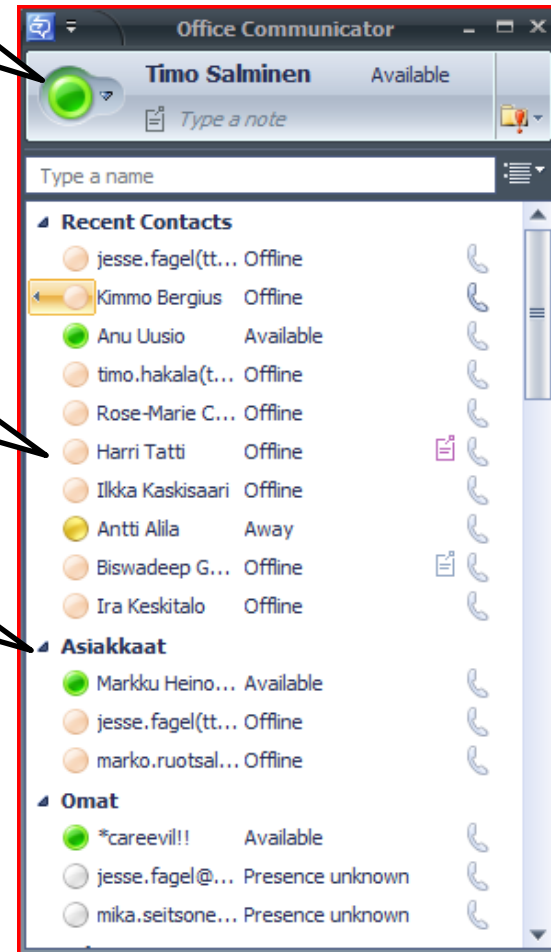 Office Communicator
Timo Salminen Available
Type a note
Type a name
Recent Contacts
jesse.fagel(tt... Offline
Kimmo Bergius Offline
Anu Uusio Available
timo.hakala(t... Offline
Rose-Marie C... Offline
Harri Tatti Offline
Ilkka Kaskisaari Offline
Antti Alila Away
Biswadeep G... Offline
Ira Keskitalo Offline
Asiakkaat
Markku Heino... Available
jesse.fagel(tt... Offline
marko.ruotsal... Offline
Omat
*careevil!! Available
jesse.fagel@... Presence unknown
mika.seitsone... Presence unknown